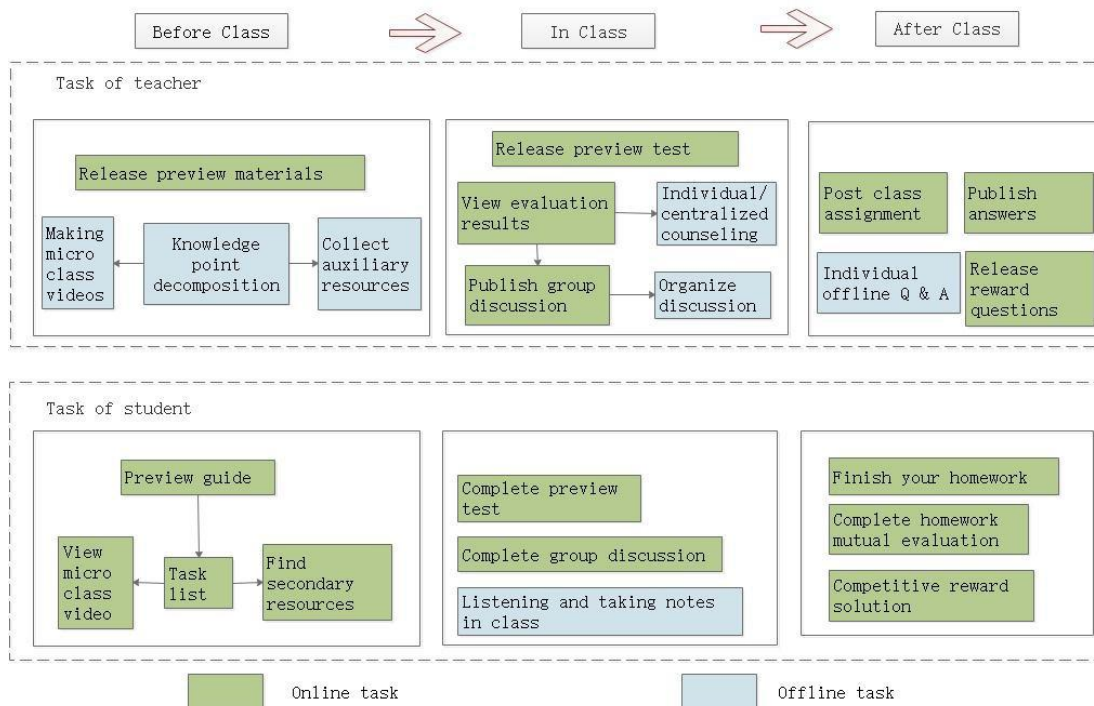 Before Class
In Class
After Class
Task of teacher
Release preview materials
Making
micro
class
videos
Knowledge
point
decomposition
Collect
auxiliary
resources
Release preview test
View evaluation
results
Individual/
centralized
counseling
Publish group
discussion
Organize
discussion
Post class
assignment
Publish
answers
Individual
offline Q & A
Release
reward
questions
Task of student
Preview guide
View
micro
class
video
Task
list
Find
secondary
resources
Complete preview
test
Complete group discussion
Listening and taking notes
in class
Finish your homework
Complete homework
mutual evaluation
Competitive reward
solution
Online task
Offline task